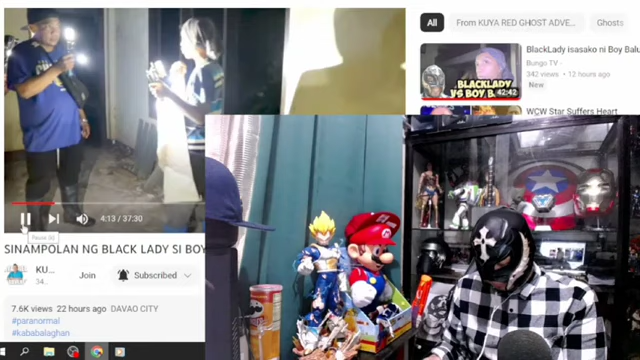 All
From KUYA RED GHOST ADVE...
Ghosts
BlackLady isasako ni Boy Balu
Bungo TV
342 views • 12 hours ago
New
BLACKLADY
VS BOY B
42:42
WCW Star Suffers Heart
4:13 / 37:30
SINAMPOLAN NG BLACK LADY SI BOY
KU...
34...
Join
Subscribed
7.6K views 22 hours ago DAVAO CITY
#paranormal
#kababalaghan